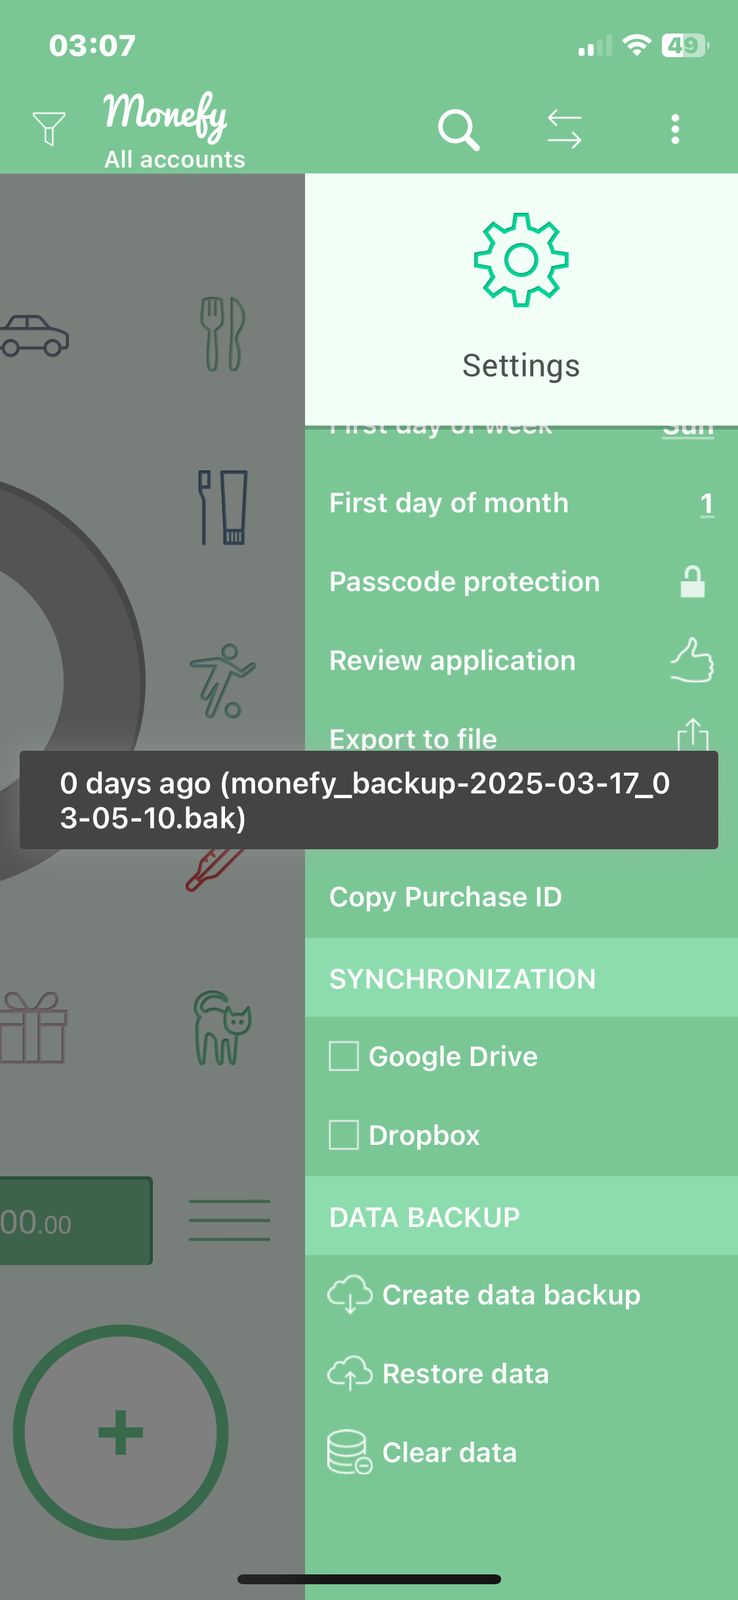 03:07
49
Monefy
All accounts
Settings
First day of week
Sun
First day of month
1
Passcode protection
Review application
Export to file
0 days ago (monefy_backup-2025-03-17_0
3-05-10.bak)
Copy Purchase ID
SYNCHRONIZATION
Google Drive
Dropbox
DATA BACKUP
00.00
Create data backup
Restore data
Clear data